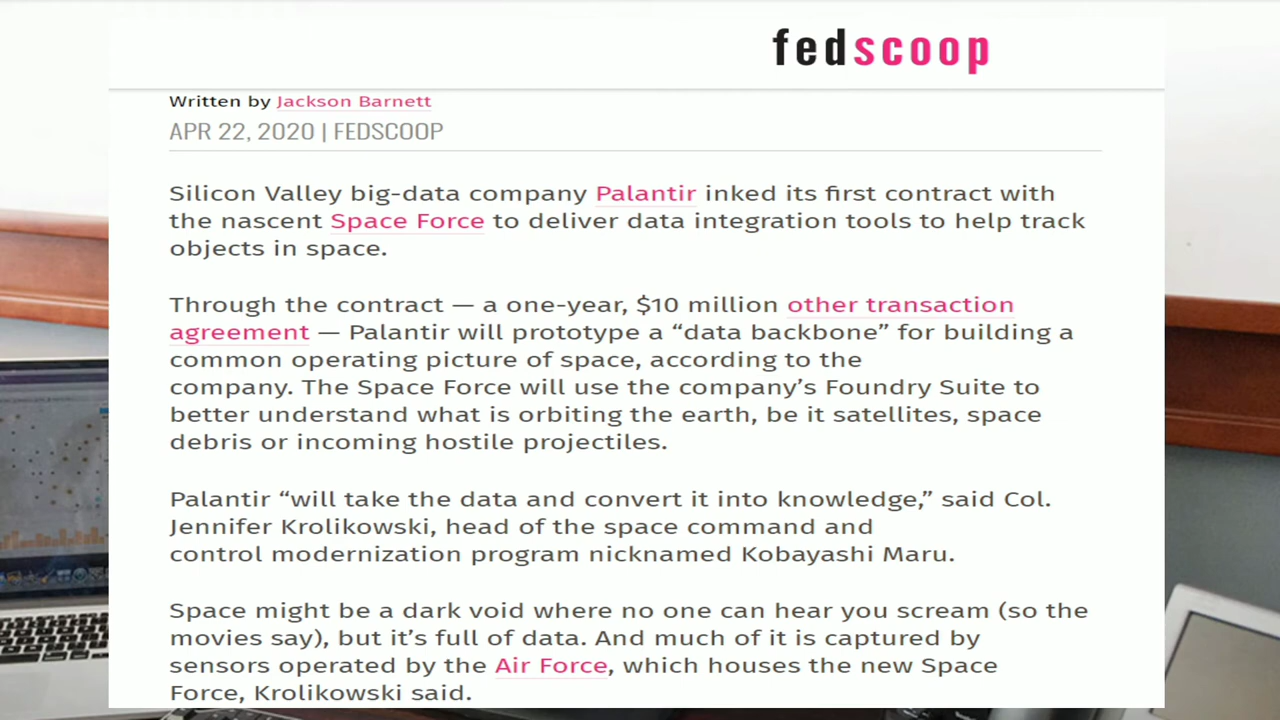 fedscoop
Written by Jackson Barnett
APR 22, 2020 | FEDSCOOP
Silicon Valley big-data company Palantir inked its first contract with
the nascent Space Force to deliver data integration tools to help track
objects in space.
Through the contract — a one-year, $10 million other transaction
agreement — Palantir will prototype a “data backbone” for building a
common operating picture of space, according to the
company. The Space Force will use the company’s Foundry Suite to
better understand what is orbiting the earth, be it satellites, space
debris or incoming hostile projectiles.
Palantir “will take the data and convert it into knowledge,” said Col.
Jennifer Krolikowski, head of the space command and
control modernization program nicknamed Kobayashi Maru.
Space might be a dark void where no one can hear you scream (so the
movies say), but it’s full of data. And much of it is captured by
sensors operated by the Air Force, which houses the new Space
Force, Krolikowski said.